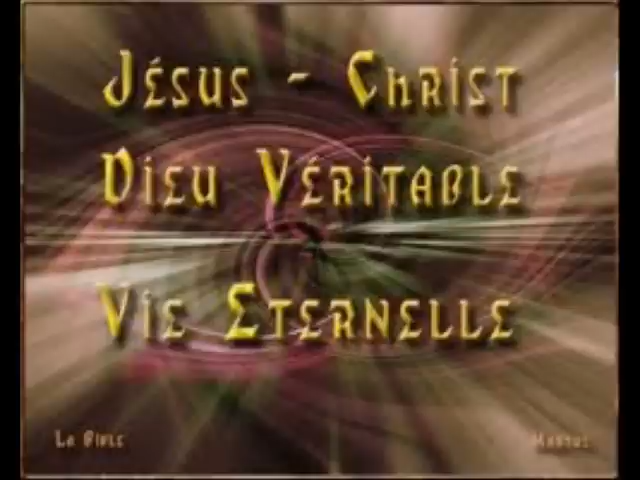 Jésus - Christ
Dieu Véritable
Vie Eternelle
La Bible